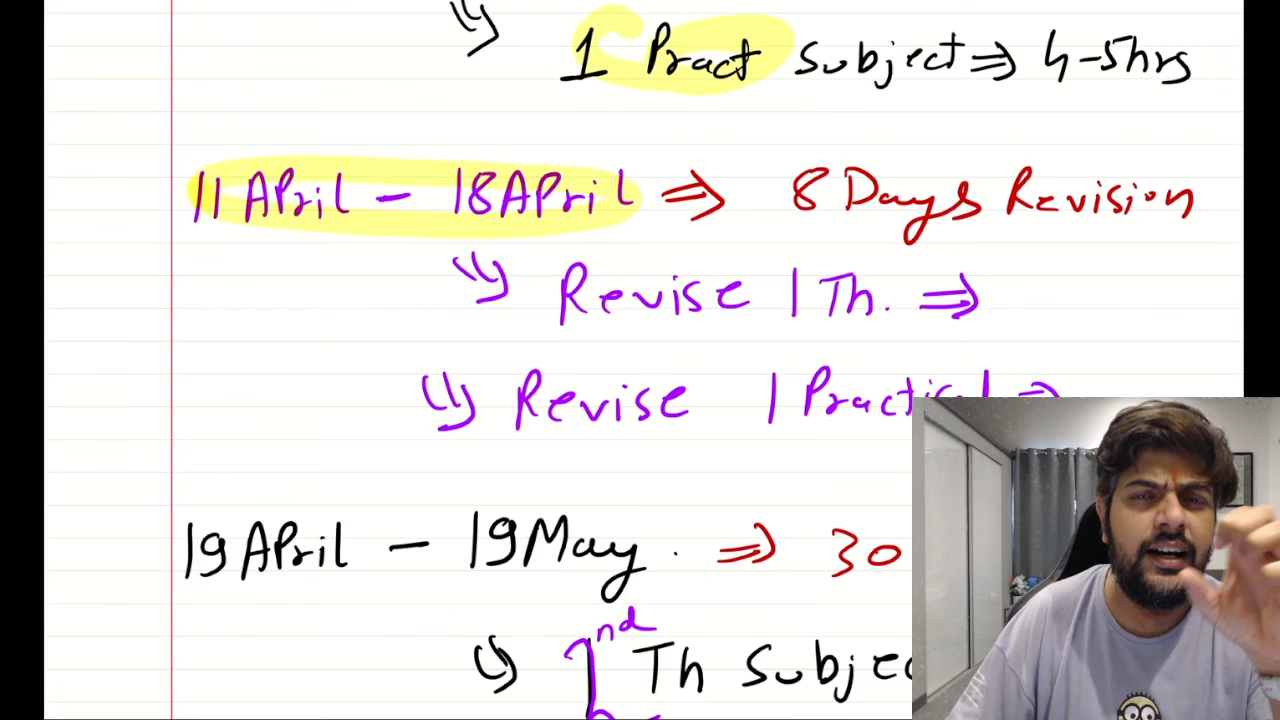 1 Pract subject ⇒ 4-5hrs
11 April - 18 April ⇒ 8 Days Revision
Revise 1 Th. ⇒
Revise 1 Practical ⇒
19 April - 19 May. ⇒ 30
2nd Th Subjec